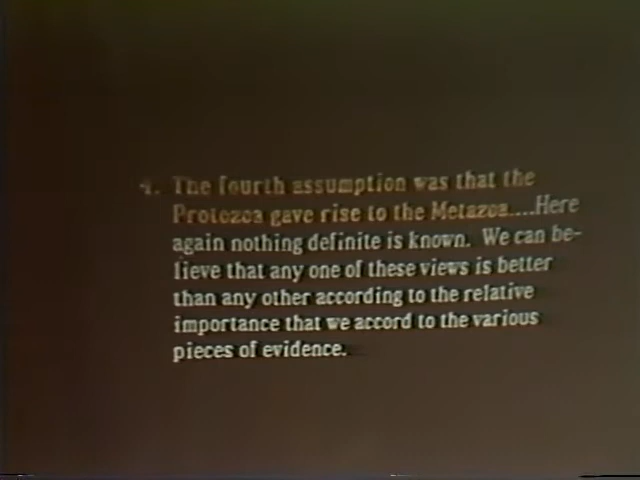 4. The fourth assumption was that the
Protozoa gave rise to the Metazoa....Here
again nothing definite is known. We can be-
lieve that any one of these views is better
than any other according to the relative
importance that we accord to the various
pieces of evidence.